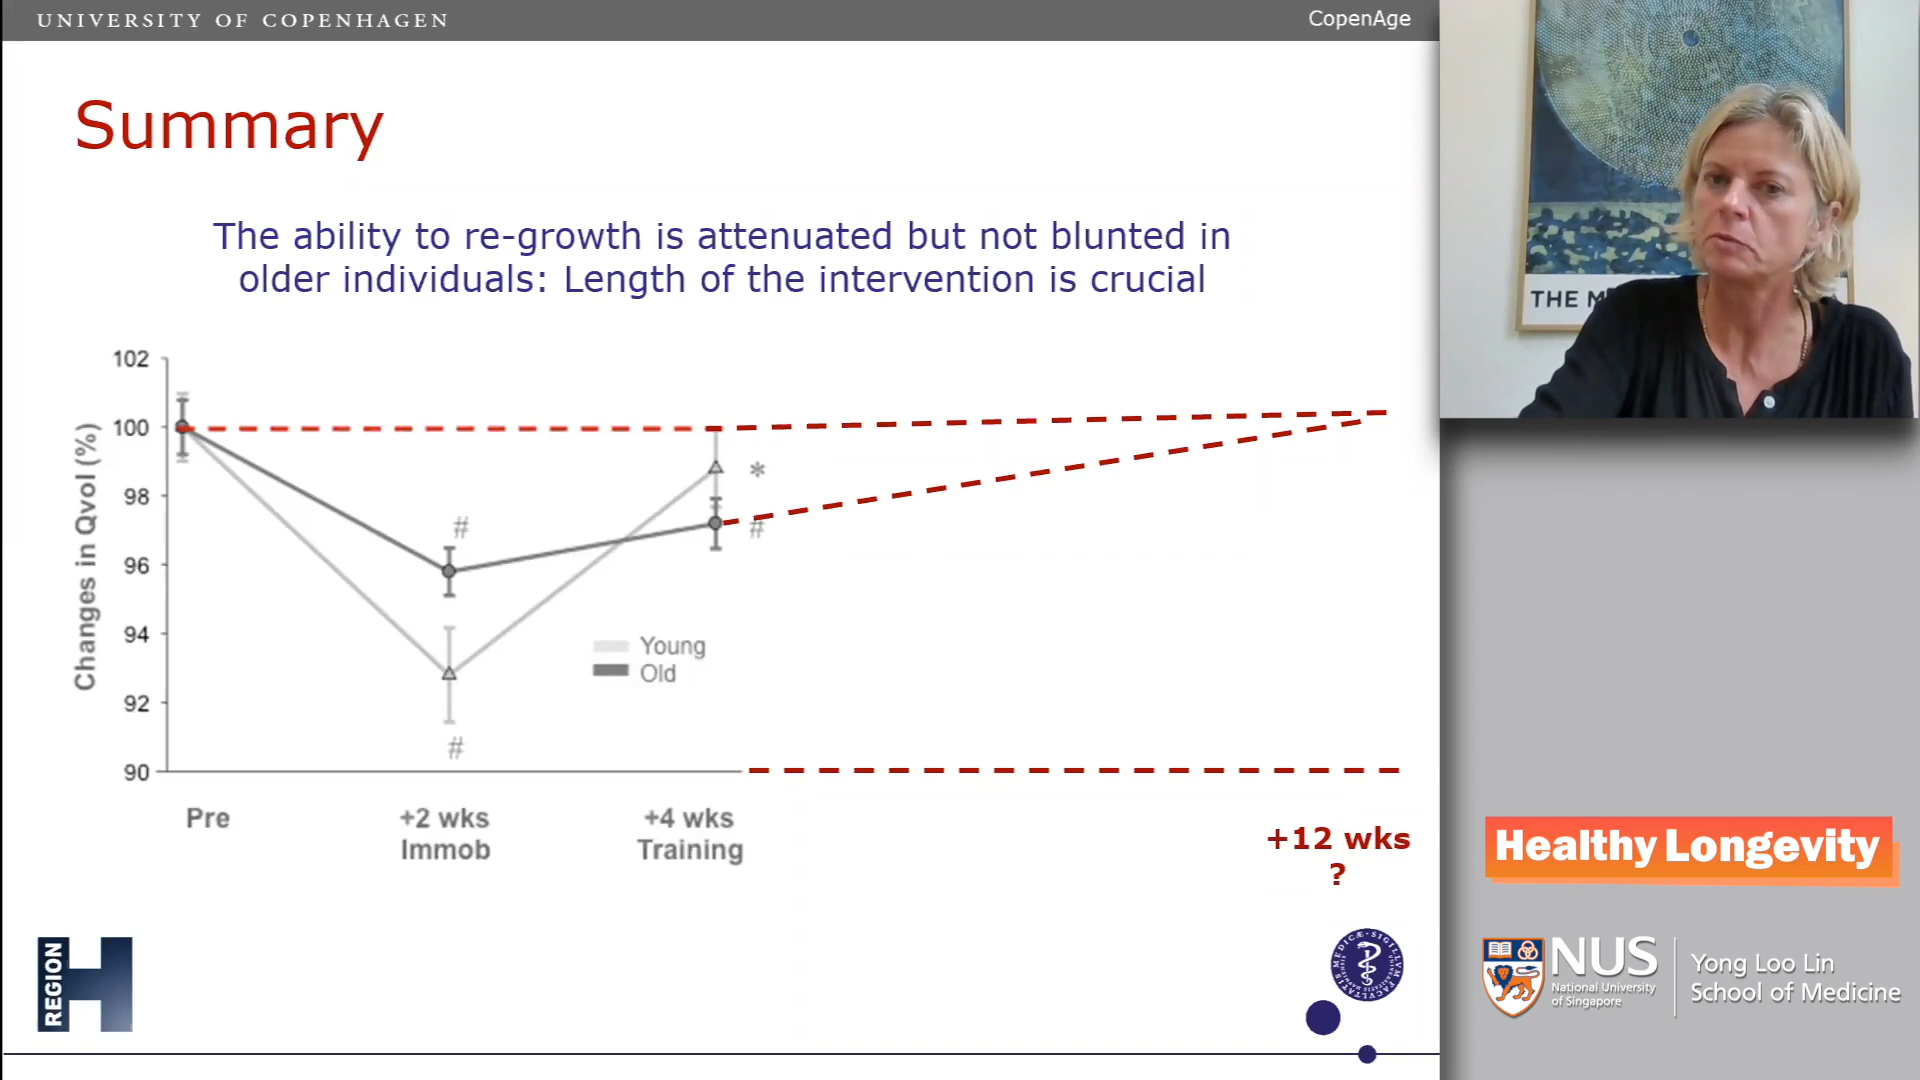 UNIVERSITY OF COPENHAGEN
CopenAge
Summary
The ability to re-growth is attenuated but not blunted in
older individuals: Length of the intervention is crucial
Changes in Qvol (%)
102
100
98
96
94
92
90
*
#
#
#
Young
Old
Pre
+2 wks
Immob
+4 wks
Training
+12 wks
?
REGION
THE M
A
Healthy Longevity
NUS
National University
of Singapore
Yong Loo Lin
School of Medicine